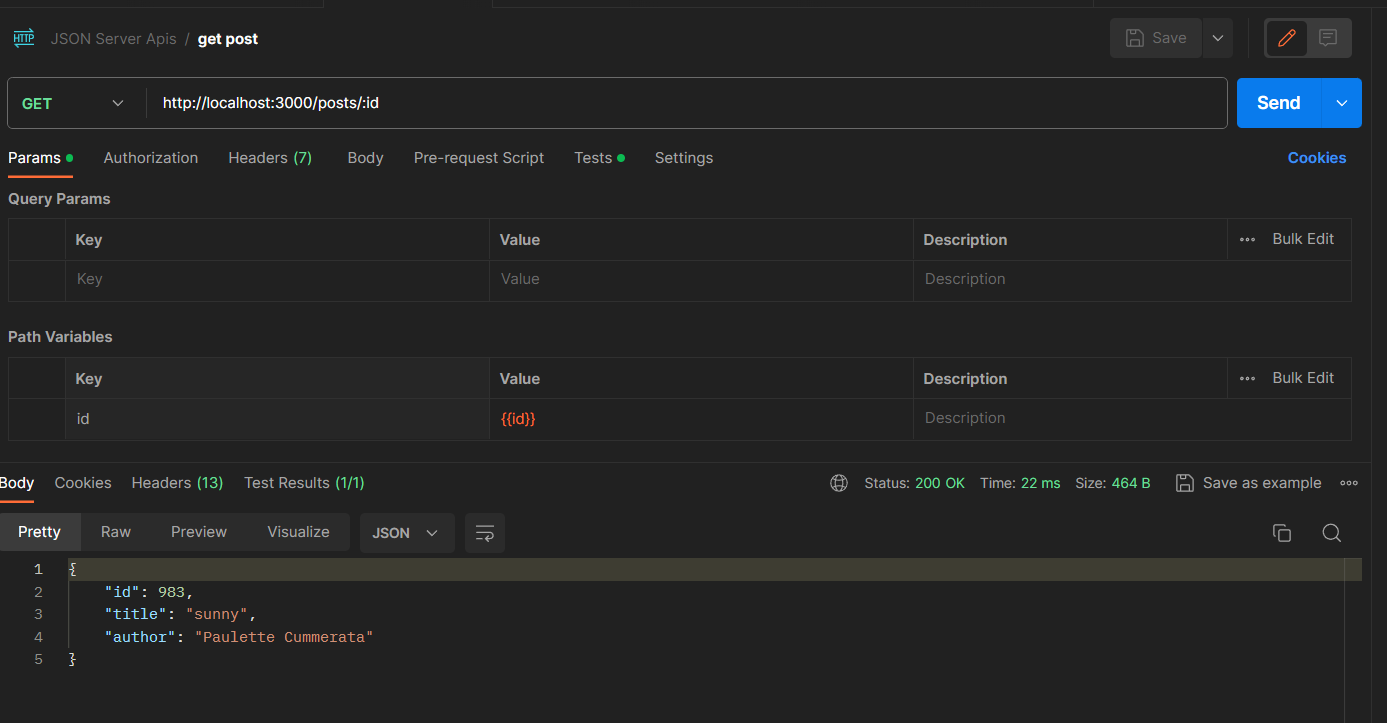 HTTP JSON Server Apis / get post Save
GET http://localhost:3000/posts/:id Send
Params Authorization Headers (7) Body Pre-request Script Tests Settings Cookies
Query Params
Key Value Description Bulk Edit
Key Value Description
Path Variables
Key Value Description Bulk Edit
id {{id}} Description
Body Cookies Headers (13) Test Results (1/1) Status: 200 OK Time: 22 ms Size: 464 B Save as example
Pretty Raw Preview Visualize JSON
1 {
2 "id": 983,
3 "title": "sunny",
4 "author": "Paulette Cummerata"
5 }